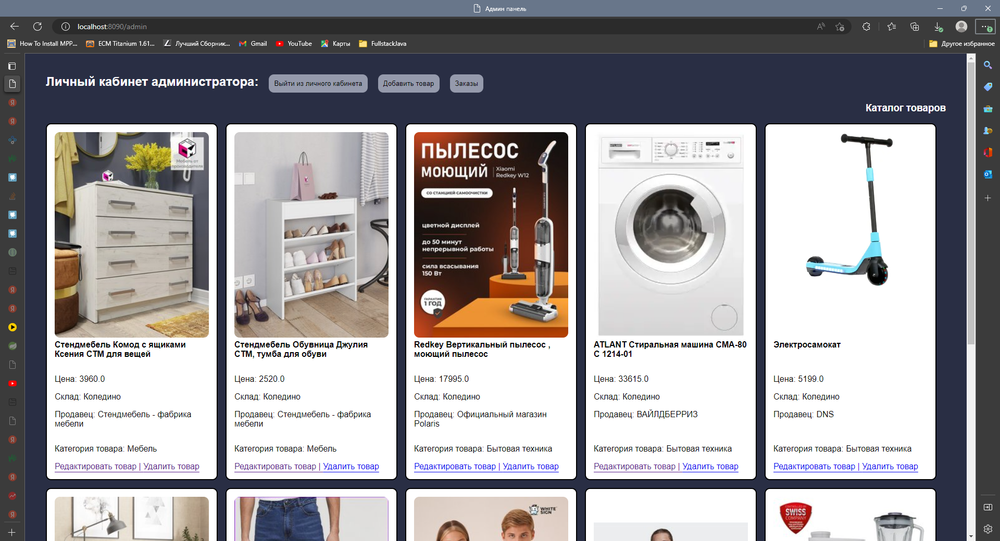 Админ панель
localhost:8090/admin
How To Install MPP...
ECM Titanium 1.61...
Лучший Сборник...
Gmail
YouTube
Карты
FullstackJava
Другое избранное
Личный кабинет администратора:
Выйти из личного кабинета
Добавить товар
Заказы
Каталог товаров
Мебель от
производителя
Стендмебель Комод с ящиками
Ксения СТМ для вещей
Цена: 3960.0
Склад: Коледино
Продавец: Стендмебель - фабрика
мебели
Категория товара: Мебель
Редактировать товар | Удалить товар
Стендмебель Обувница Джулия
СТМ, тумба для обуви
Цена: 2520.0
Склад: Коледино
Продавец: Стендмебель - фабрика
мебели
Категория товара: Мебель
Редактировать товар | Удалить товар
ПЫЛЕСОС
МОЮЩИЙ
Xiaomi
Redkey W12
СО СТАНЦИЕЙ САМООЧИСТКИ
цветной дисплей
до 50 минут
непрерывной работы
сила всасывания
150 Вт
ГАРАНТИЯ
1 ГОД
Redkey Вертикальный пылесос ,
моющий пылесос
Цена: 17995.0
Склад: Коледино
Продавец: Официальный магазин
Polaris
Категория товара: Бытовая техника
Редактировать товар | Удалить товар
ATLANT
ATLANT Стиральная машина СМА-80
С 1214-01
Цена: 33615.0
Склад: Коледино
Продавец: ВАЙЛДБЕРРИЗ
Категория товара: Бытовая техника
Редактировать товар | Удалить товар
Электросамокат
Цена: 5199.0
Склад: Коледино
Продавец: DNS
Категория товара: Бытовая техника
Редактировать товар | Удалить товар
WHITE
SIGN
CONTROLLED BY
SWISS
COMPANY